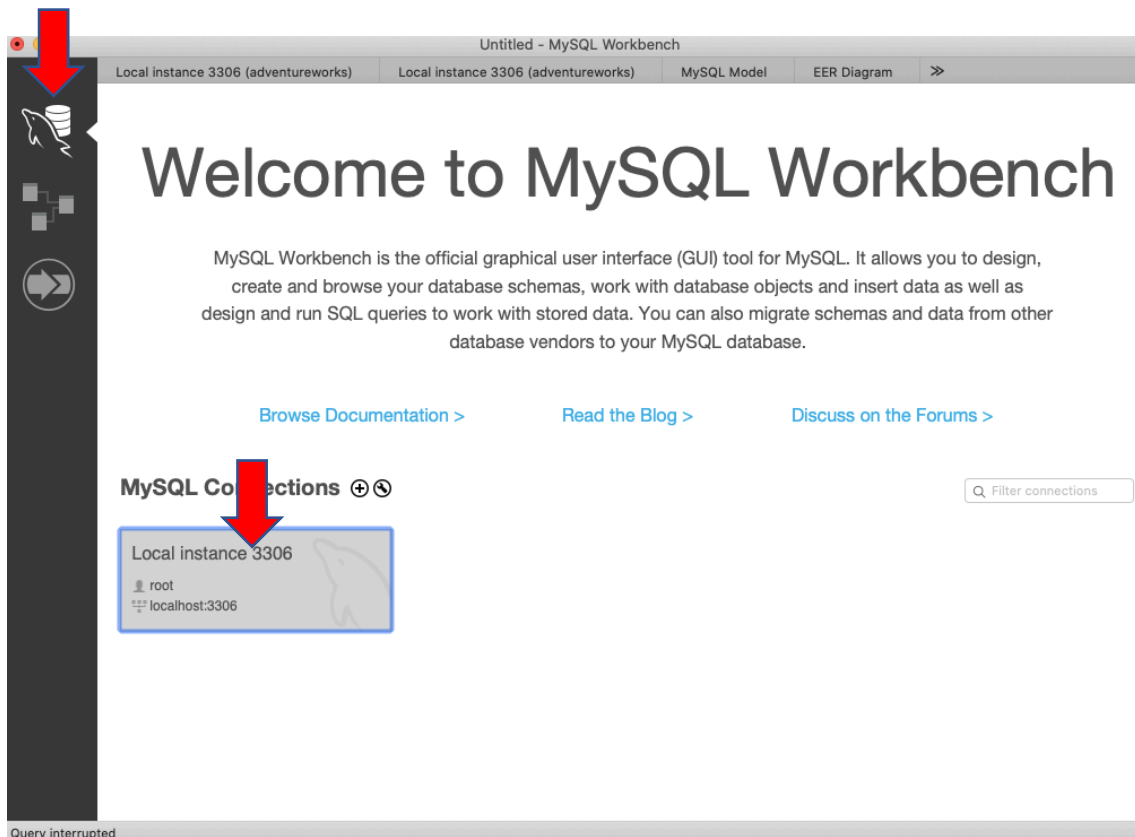 Untitled - MySQL Workbench
Local instance 3306 (adventureworks) Local instance 3306 (adventureworks) MySQL Model EER Diagram >>
Welcome to MySQL Workbench
MySQL Workbench is the official graphical user interface (GUI) tool for MySQL. It allows you to design,
create and browse your database schemas, work with database objects and insert data as well as
design and run SQL queries to work with stored data. You can also migrate schemas and data from other
database vendors to your MySQL database.
Browse Documentation > Read the Blog > Discuss on the Forums >
MySQL Connections
Filter connections
Local instance 3306
root
localhost:3306
Query interrupted